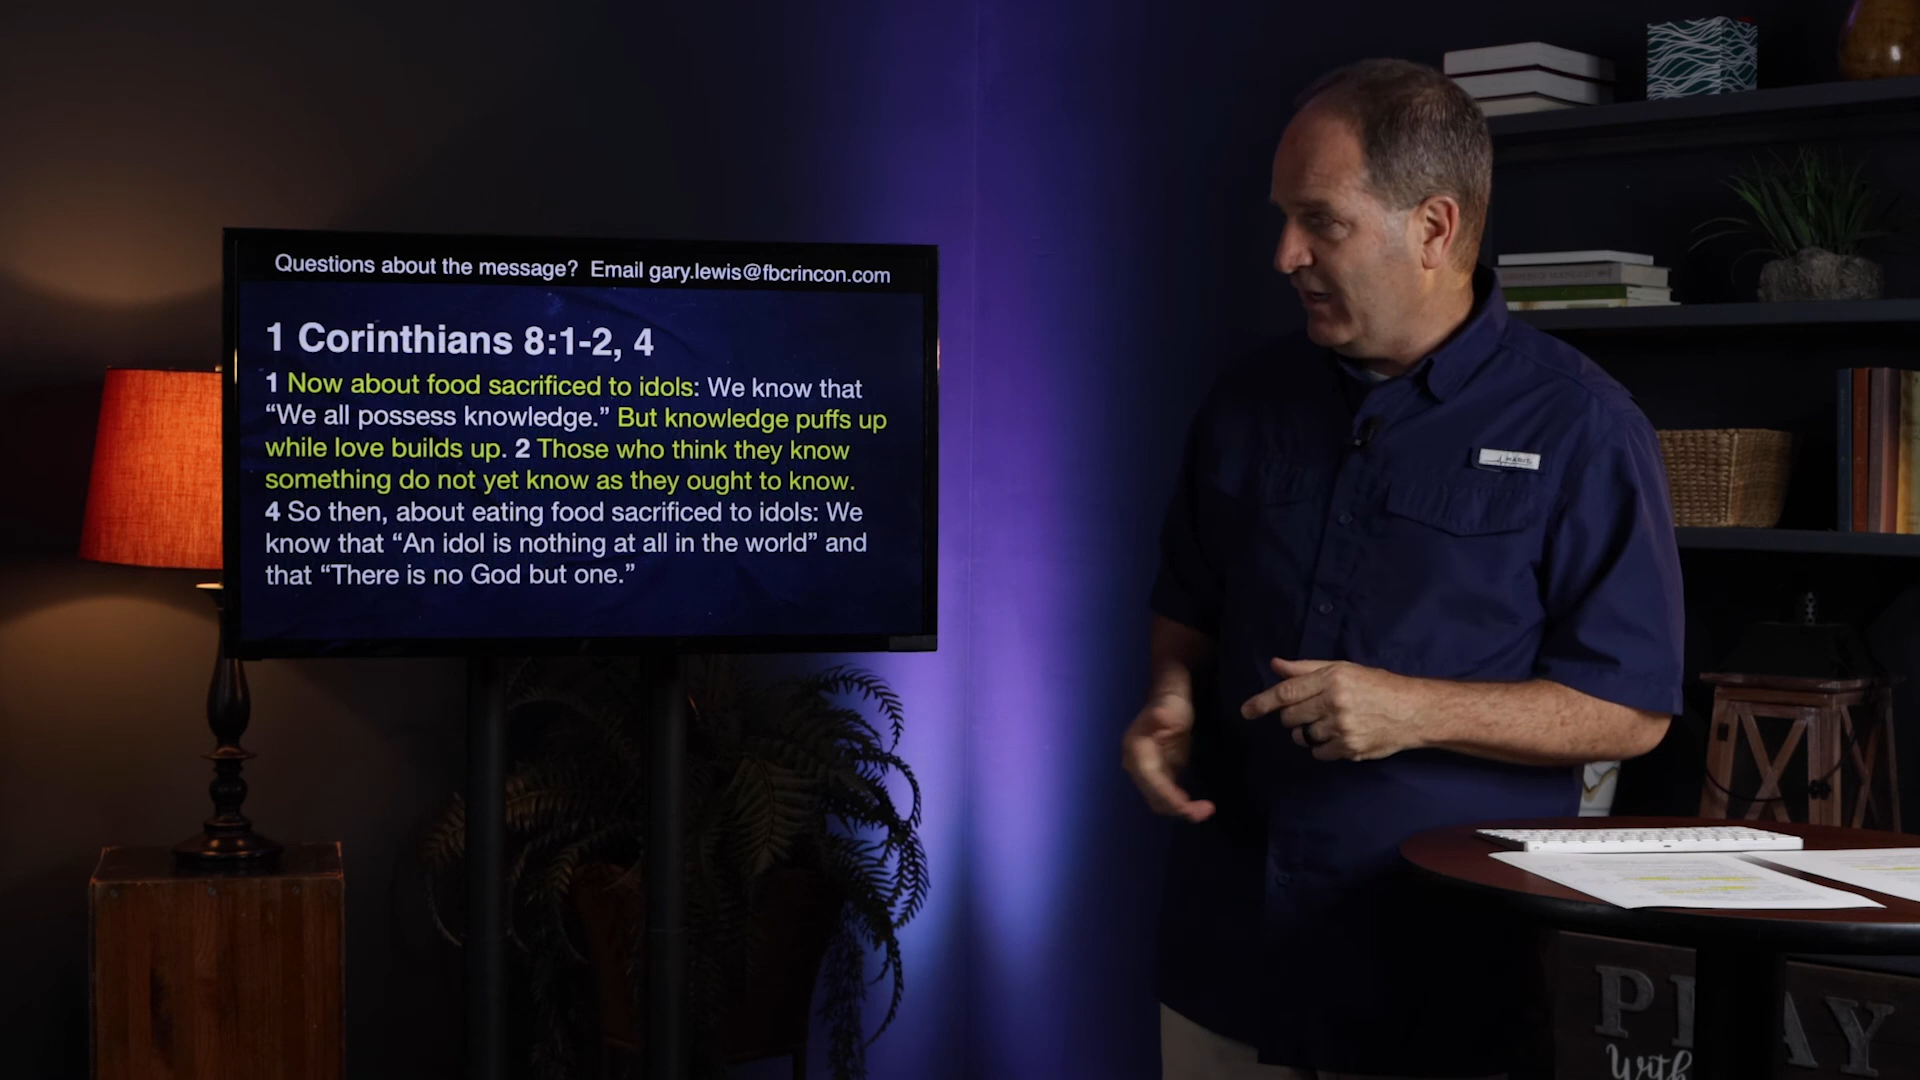 Questions about the message? Email gary.lewis@fbcrincon.com
1 Corinthians 8:1-2, 4
1 Now about food sacrificed to idols: We know that
“We all possess knowledge.” But knowledge puffs up
while love builds up. 2 Those who think they know
something do not yet know as they ought to know.
4 So then, about eating food sacrificed to idols: We
know that “An idol is nothing at all in the world” and
that “There is no God but one.”
With